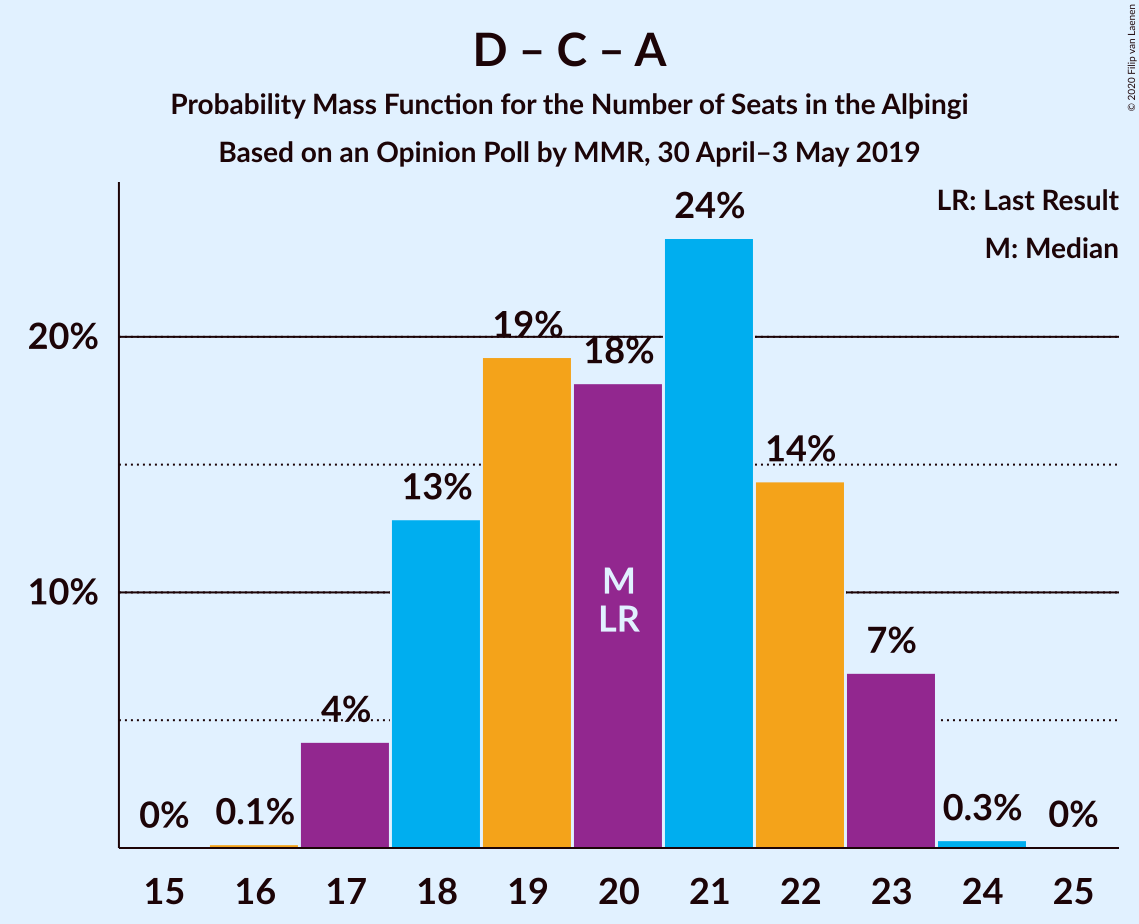 D – C – A
Probability Mass Function for the Number of Seats in the Alþingi
Based on an Opinion Poll by MMR, 30 April–3 May 2019
© 2020 Filip van Laenen
LR: Last Result
M: Median
20%
10%
0%
0.1%
4%
13%
19%
18%
24%
14%
7%
0.3%
0%
M
LR
15 16 17 18 19 20 21 22 23 24 25